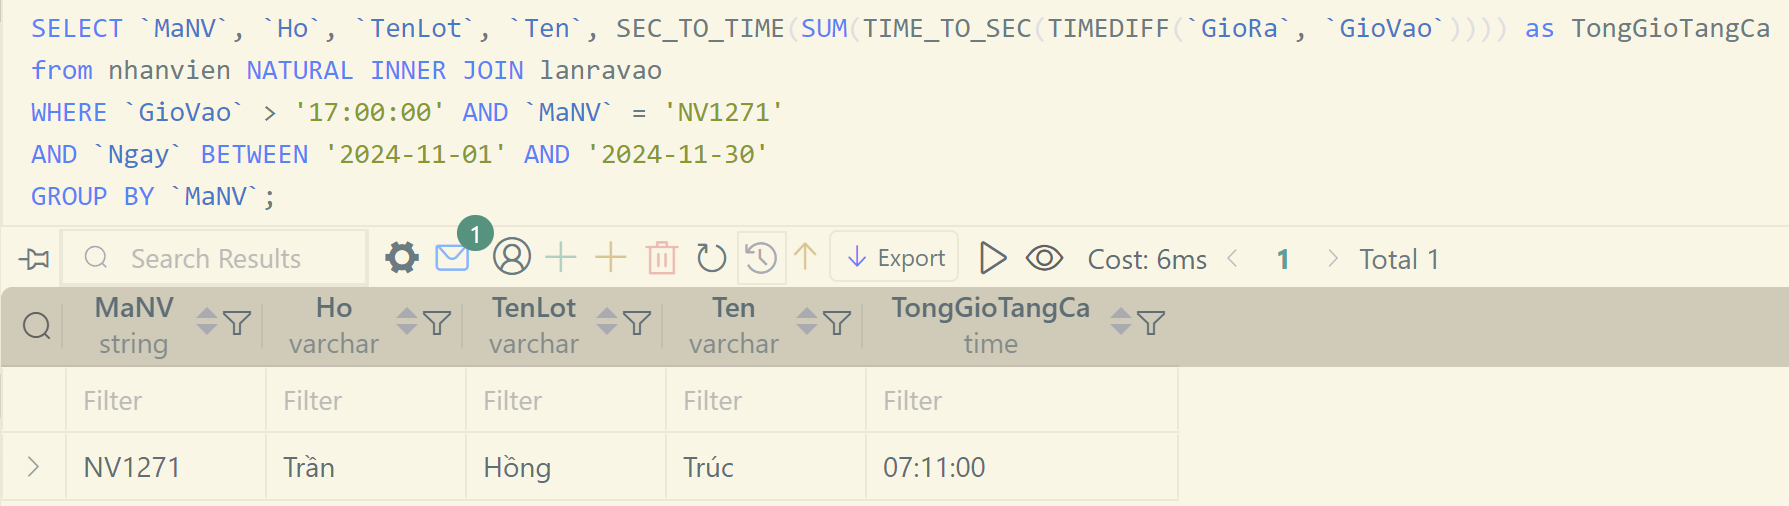 SELECT `MaNV`, `Ho`, `TenLot`, `Ten`, SEC_TO_TIME(SUM(TIME_TO_SEC(TIMEDIFF(`GioRa`, `GioVao`)))) as TongGioTangCa
from nhanvien NATURAL INNER JOIN lanravao
WHERE `GioVao` > '17:00:00' AND `MaNV` = 'NV1271'
AND `Ngay` BETWEEN '2024-11-01' AND '2024-11-30'
GROUP BY `MaNV`;
Search Results 1 Export Cost: 6ms < 1 > Total 1
MaNV Ho TenLot Ten TongGioTangCa
string varchar varchar varchar time
Filter Filter Filter Filter Filter
> NV1271 Trần Hồng Trúc 07:11:00